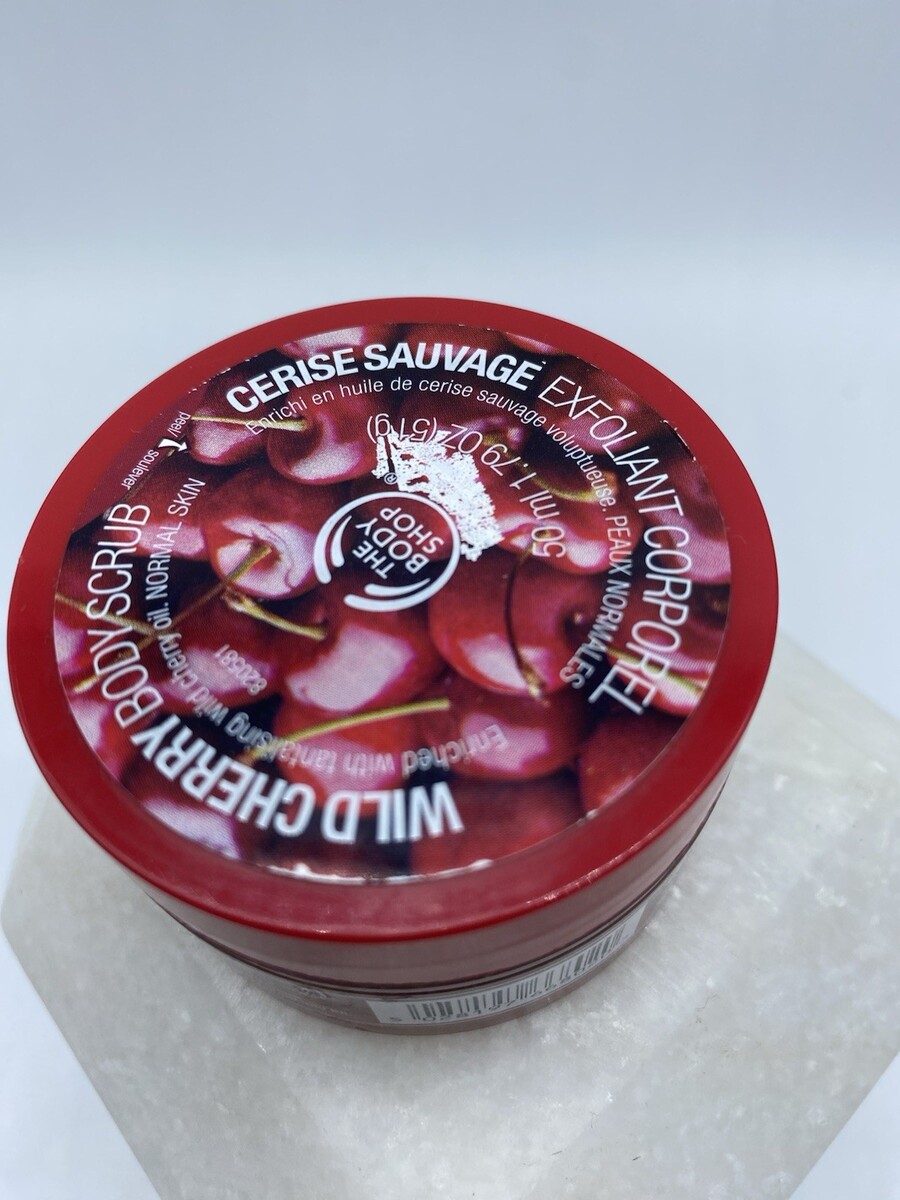 CERISE SAUVAGE EXFOLIANT CORPOREL
Enrichi en huile de cerise sauvage voluptueuse. PEAUX NORMALES
WILD CHERRY BODY SCRUB
Enriched with tantalising wild cherry oil. NORMAL SKIN
peel/soulever
50 ml 1.79 OZ (51 g)
THE
BODY
SHOP®